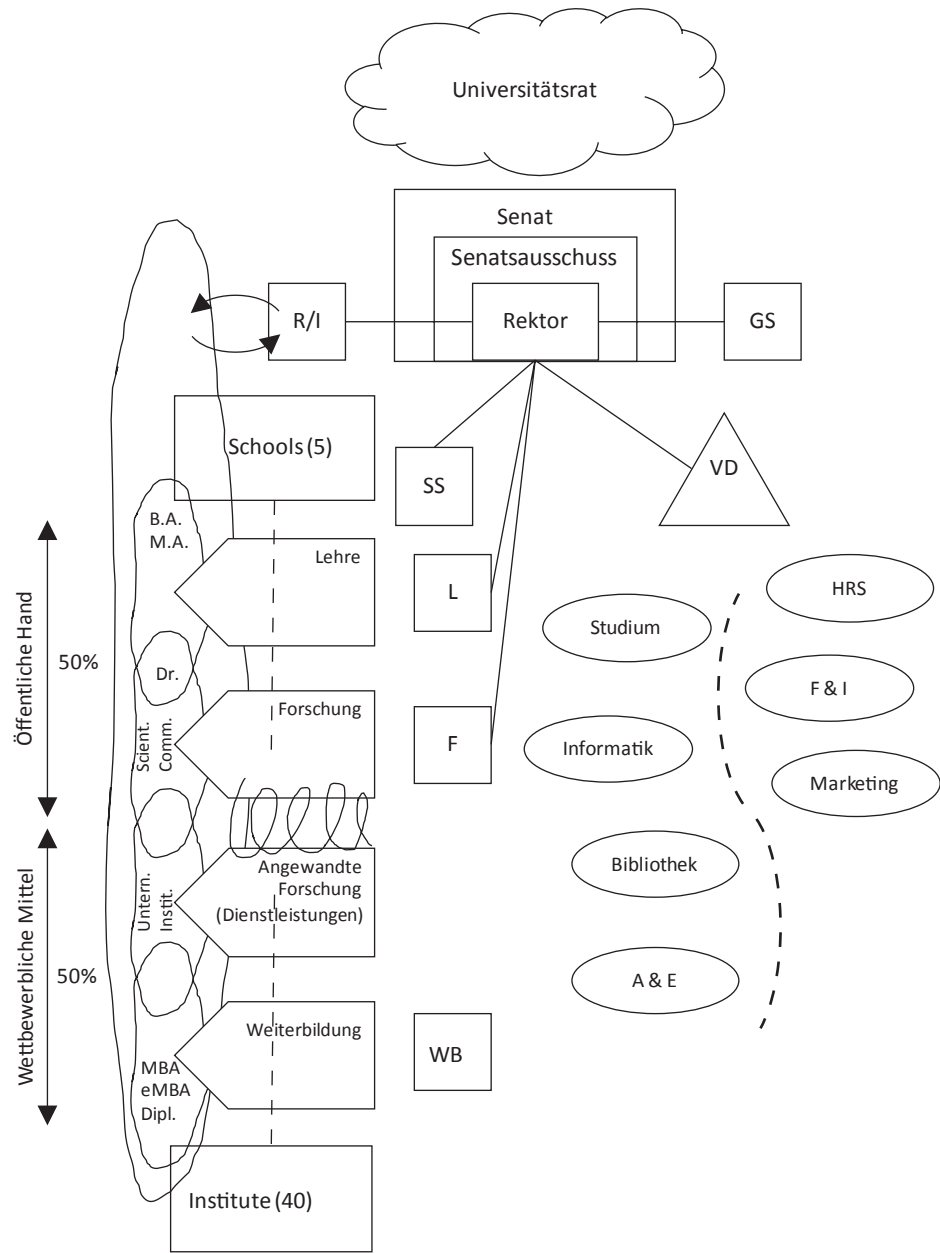 Universitätsrat
Senat
Senatsausschuss
R/I
Rektor
GS
Schools (5)
SS
VD
B.A.
M.A.
Lehre
L
HRS
Studium
Öffentliche Hand
50%
Dr.
F & I
Forschung
Scient.
Comm.
F
Informatik
Marketing
Angewandte
Forschung
(Dienstleistungen)
Bibliothek
Untern.
Instit.
Wettbewerbliche Mittel
50%
A & E
Weiterbildung
WB
MBA
eMBA
Dipl.
Institute (40)